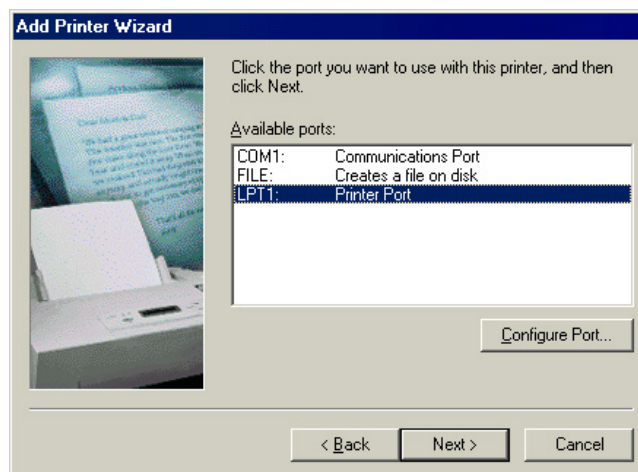 Add Printer Wizard
Click the port you want to use with this printer, and then
click Next.
Available ports:
COM1: Communications Port
FILE: Creates a file on disk
LPT1: Printer Port
Configure Port...
< Back Next > Cancel